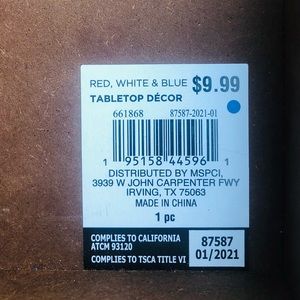 RED, WHITE & BLUE $9.99
TABLETOP DÉCOR
661868 87587-2021-01
1 95158 44596 1
DISTRIBUTED BY MSPCI,
3939 W JOHN CARPENTER FWY
IRVING, TX 75063
MADE IN CHINA
1 pc
COMPLIES TO CALIFORNIA
ATCM 93120
COMPLIES TO TSCA TITLE VI
87587
01/2021